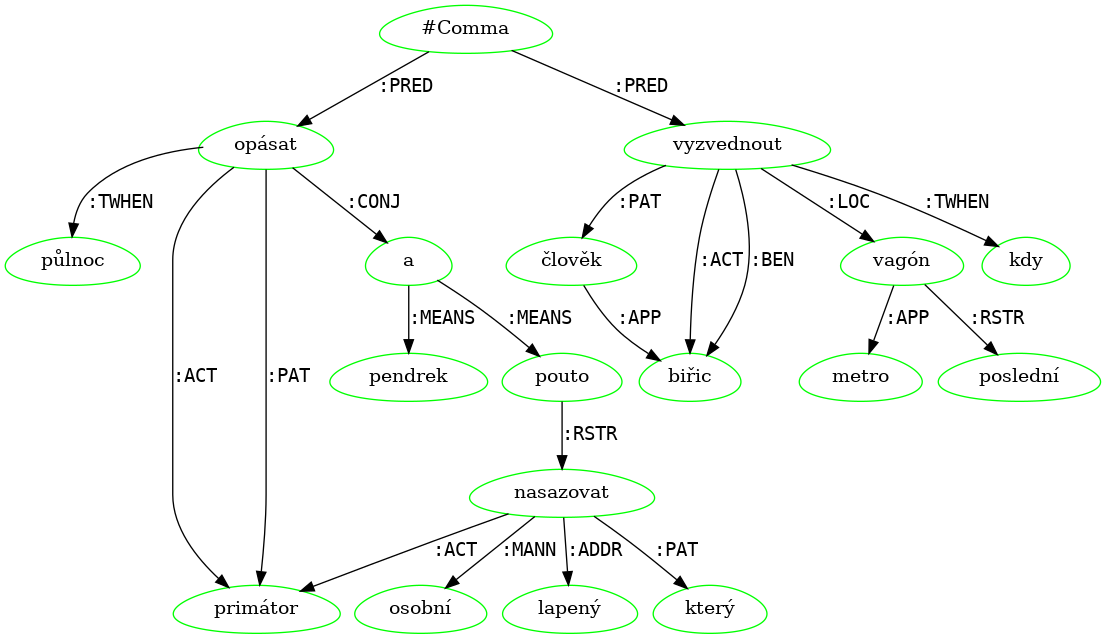 #Comma
:PRED :PRED
opásat vyzvednout
:TWHEN :CONJ :PAT :LOC :TWHEN
půlnoc a člověk :ACT :BEN vagón kdy
:MEANS :MEANS :APP :APP :RSTR
:ACT :PAT pendrek pouto biřic metro poslední
:RSTR
nasazovat
:ACT :MANN :ADDR :PAT
primátor osobní lapený který